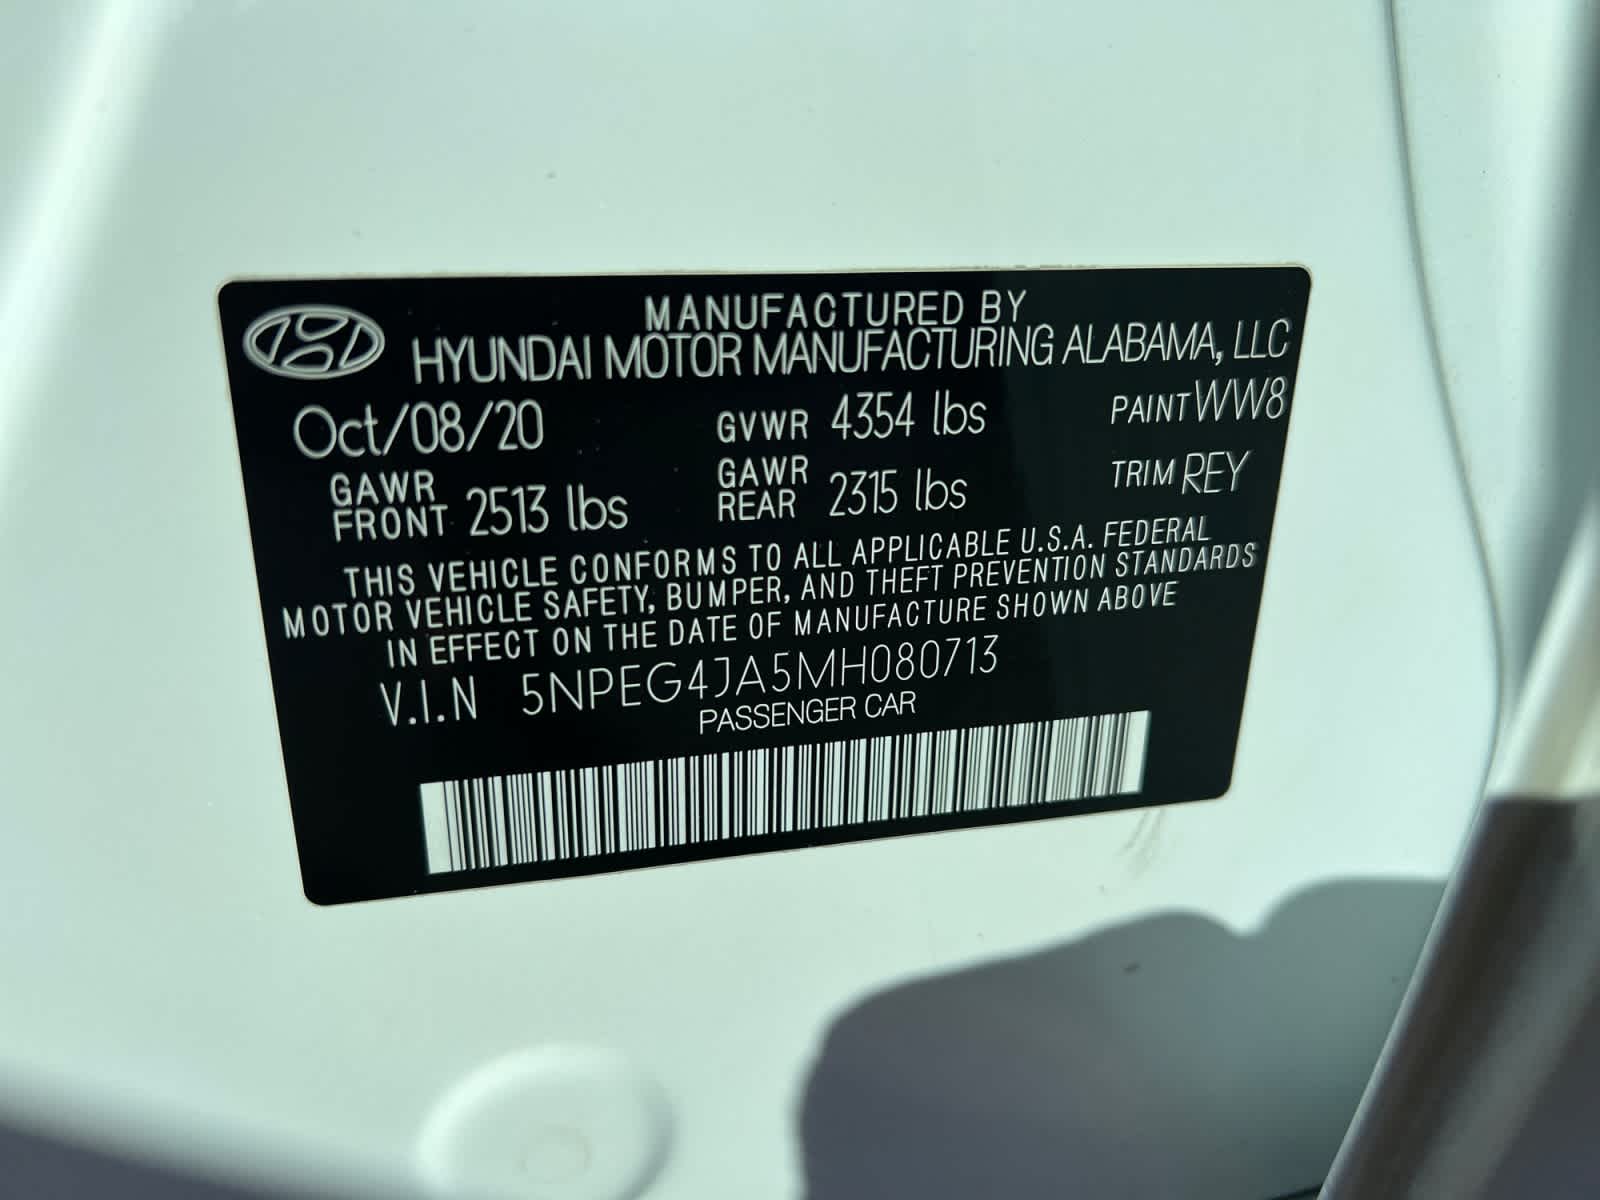 MANUFACTURED BY
HYUNDAI MOTOR MANUFACTURING ALABAMA, LLC
Oct/08/20 GVWR 4354 lbs PAINT WW8
GAWR FRONT 2513 lbs GAWR REAR 2315 lbs TRIM REY
THIS VEHICLE CONFORMS TO ALL APPLICABLE U.S.A. FEDERAL
MOTOR VEHICLE SAFETY, BUMPER, AND THEFT PREVENTION STANDARDS
IN EFFECT ON THE DATE OF MANUFACTURE SHOWN ABOVE
V.I.N 5NPEG4JA5MH080713
PASSENGER CAR